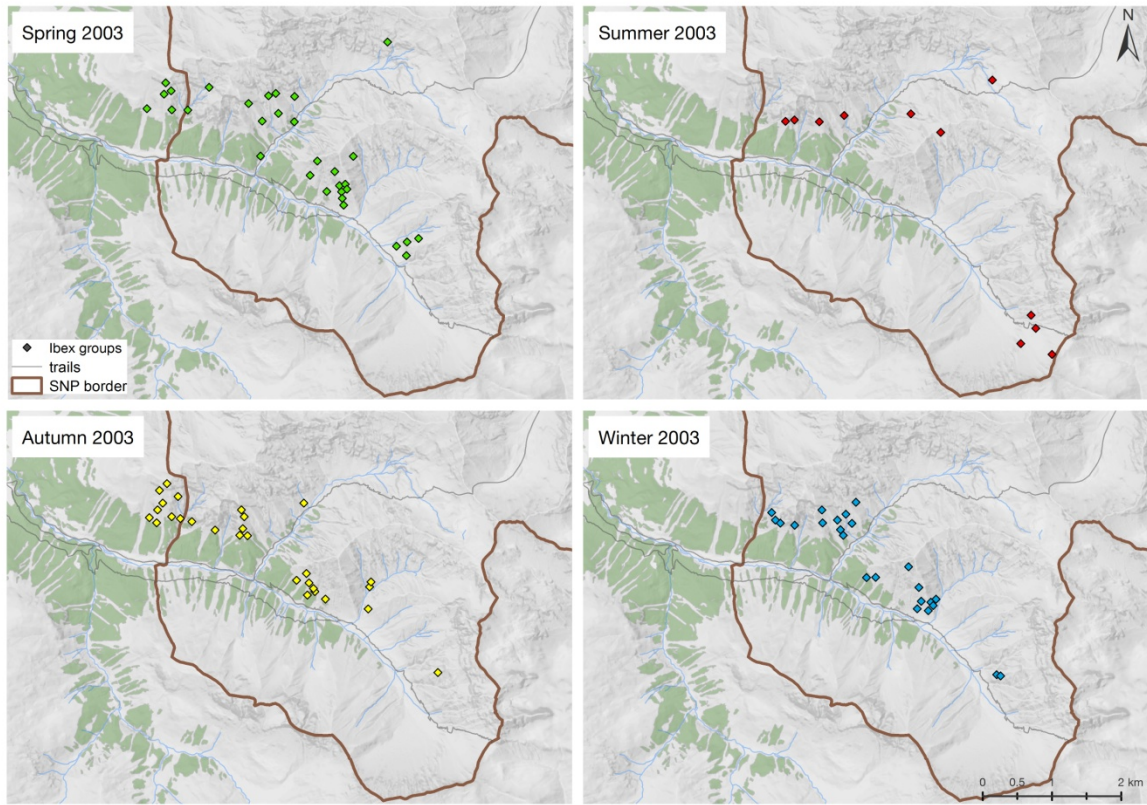 Spring 2003
Summer 2003
N
Ibex groups
trails
SNP border
Autumn 2003
Winter 2003
0 0.5 1 2 km